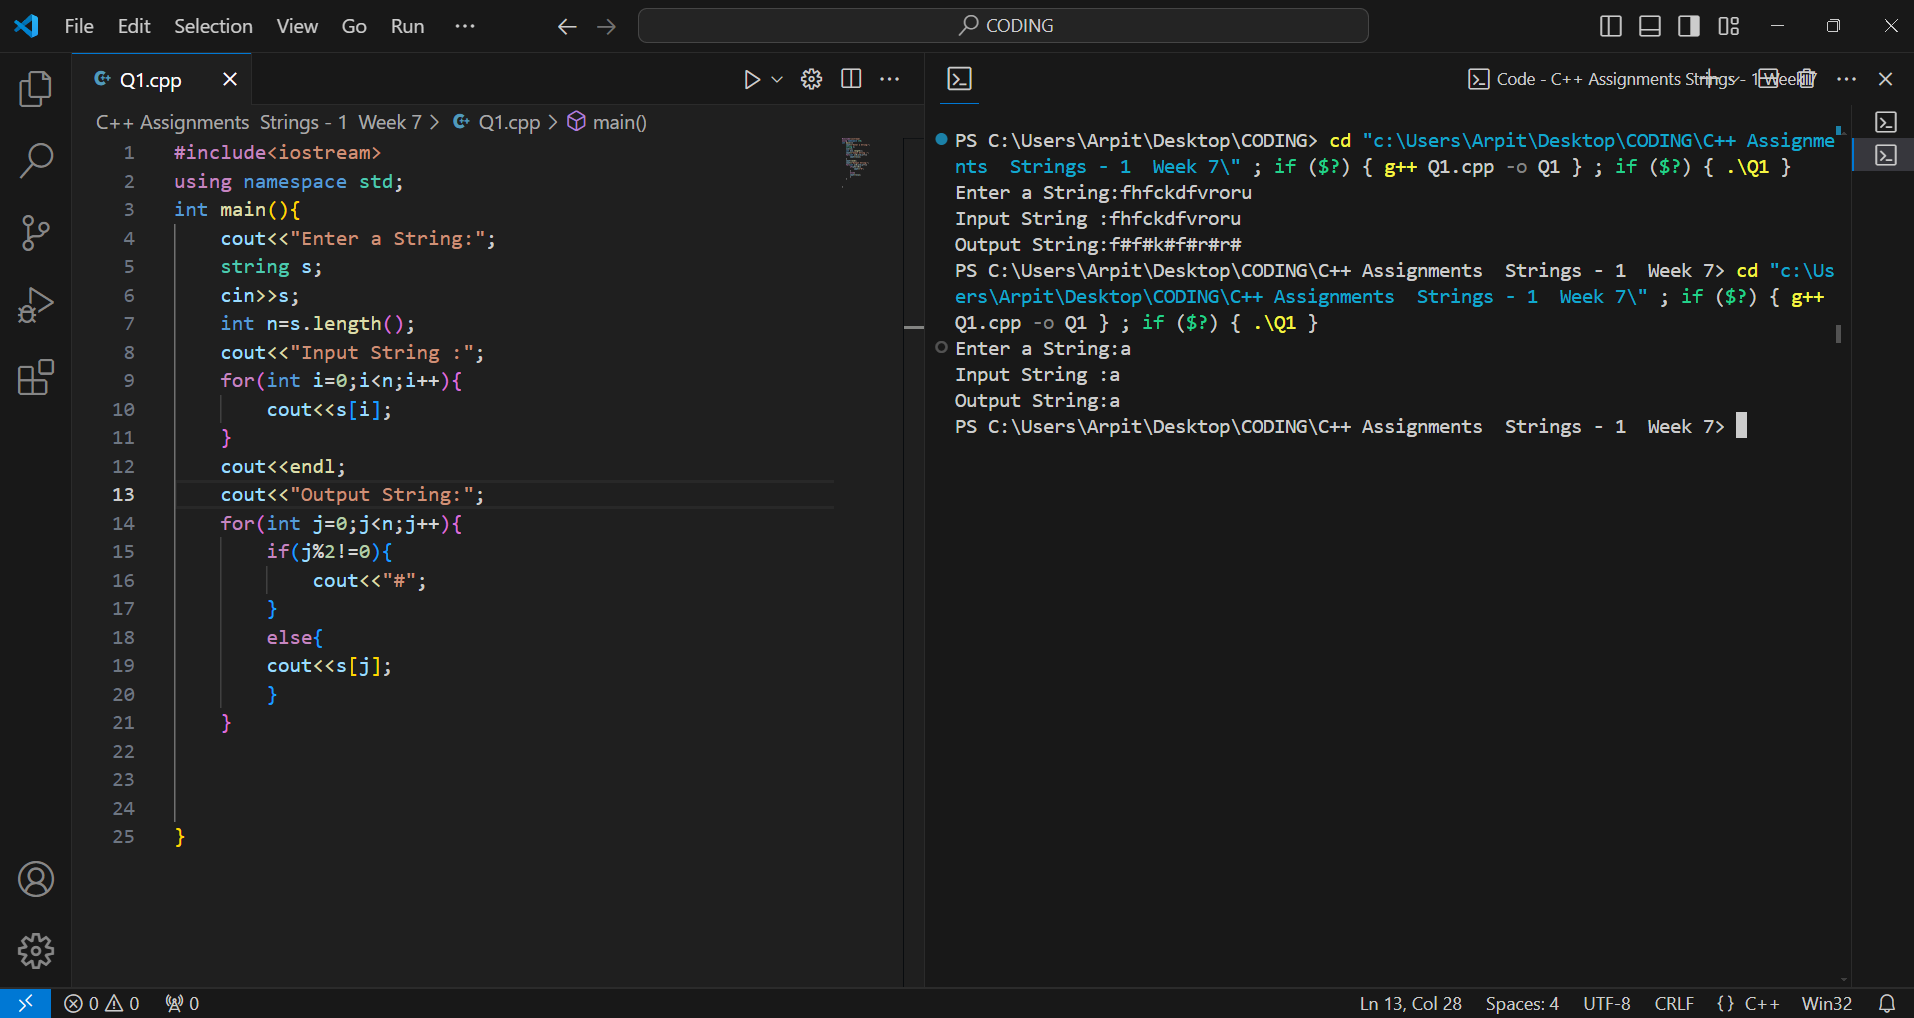 File Edit Selection View Go Run ··· CODING
Q1.cpp
C++ Assignments Strings - 1 Week 7 > Q1.cpp > main()
1 #include<iostream>
2 using namespace std;
3 int main(){
4 cout<<"Enter a String:";
5 string s;
6 cin>>s;
7 int n=s.length();
8 cout<<"Input String :";
9 for(int i=0;i<n;i++){
10 cout<<s[i];
11 }
12 cout<<endl;
13 cout<<"Output String:";
14 for(int j=0;j<n;j++){
15 if(j%2!=0){
16 cout<<"#";
17 }
18 else{
19 cout<<s[j];
20 }
21 }
22
23
24
25 }
Code - C++ Assignments Strings - 1 Week 7
PS C:\Users\Arpit\Desktop\CODING> cd "c:\Users\Arpit\Desktop\CODING\C++ Assignme
nts  Strings - 1  Week 7\" ; if ($?) { g++ Q1.cpp -o Q1 } ; if ($?) { .\Q1 }
Enter a String:fhfckdfvroru
Input String :fhfckdfvroru
Output String:f#f#k#f#r#r#
PS C:\Users\Arpit\Desktop\CODING\C++ Assignments  Strings - 1  Week 7> cd "c:\Us
ers\Arpit\Desktop\CODING\C++ Assignments  Strings - 1  Week 7\" ; if ($?) { g++
Q1.cpp -o Q1 } ; if ($?) { .\Q1 }
Enter a String:a
Input String :a
Output String:a
PS C:\Users\Arpit\Desktop\CODING\C++ Assignments  Strings - 1  Week 7>
0 0 0 Ln 13, Col 28 Spaces: 4 UTF-8 CRLF {} C++ Win32